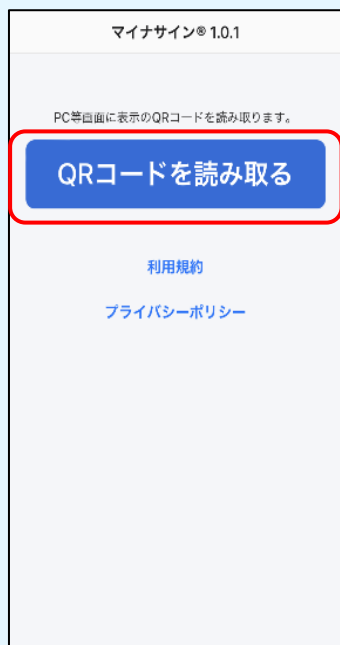 マイナサイン® 1.0.1
PC等画面に表示のQRコードを読み取ります。
QRコードを読み取る
利用規約
プライバシーポリシー